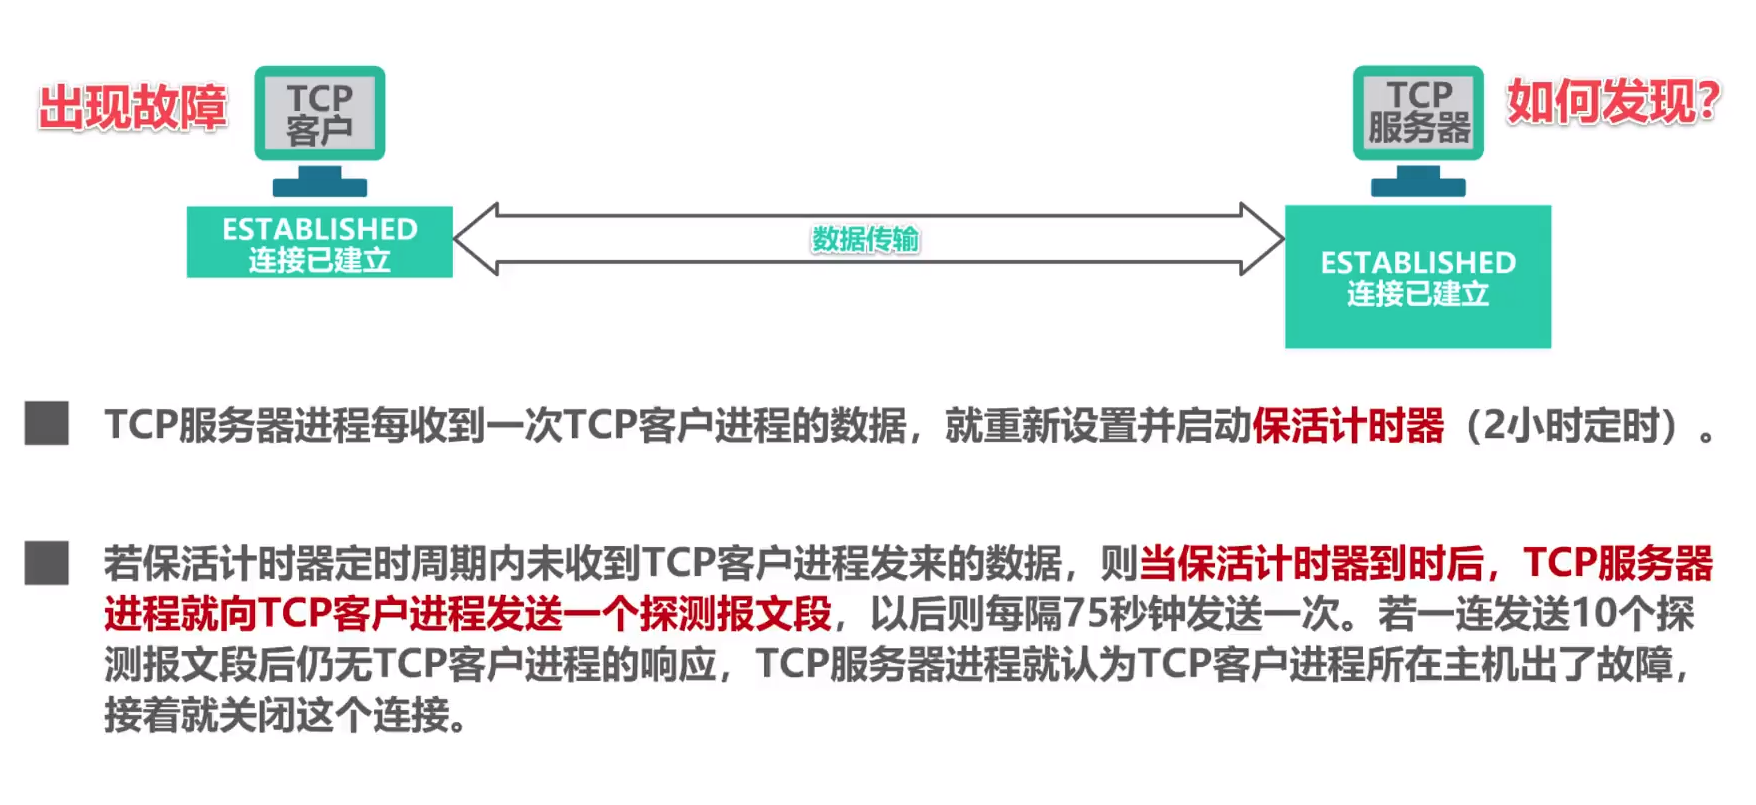 出现故障
TCP
客户
TCP
服务器
如何发现?
ESTABLISHED
连接已建立
数据传输
ESTABLISHED
连接已建立
TCP服务器进程每收到一次TCP客户进程的数据，就重新设置并启动保活计时器（2小时定时）。
若保活计时器定时周期内未收到TCP客户进程发来的数据，则当保活计时器到时后，TCP服务器
进程就向TCP客户进程发送一个探测报文段，以后则每隔75秒钟发送一次。若一连发送10个探
测报文段后仍无TCP客户进程的响应，TCP服务器进程就认为TCP客户进程所在主机出了故障，
接着就关闭这个连接。